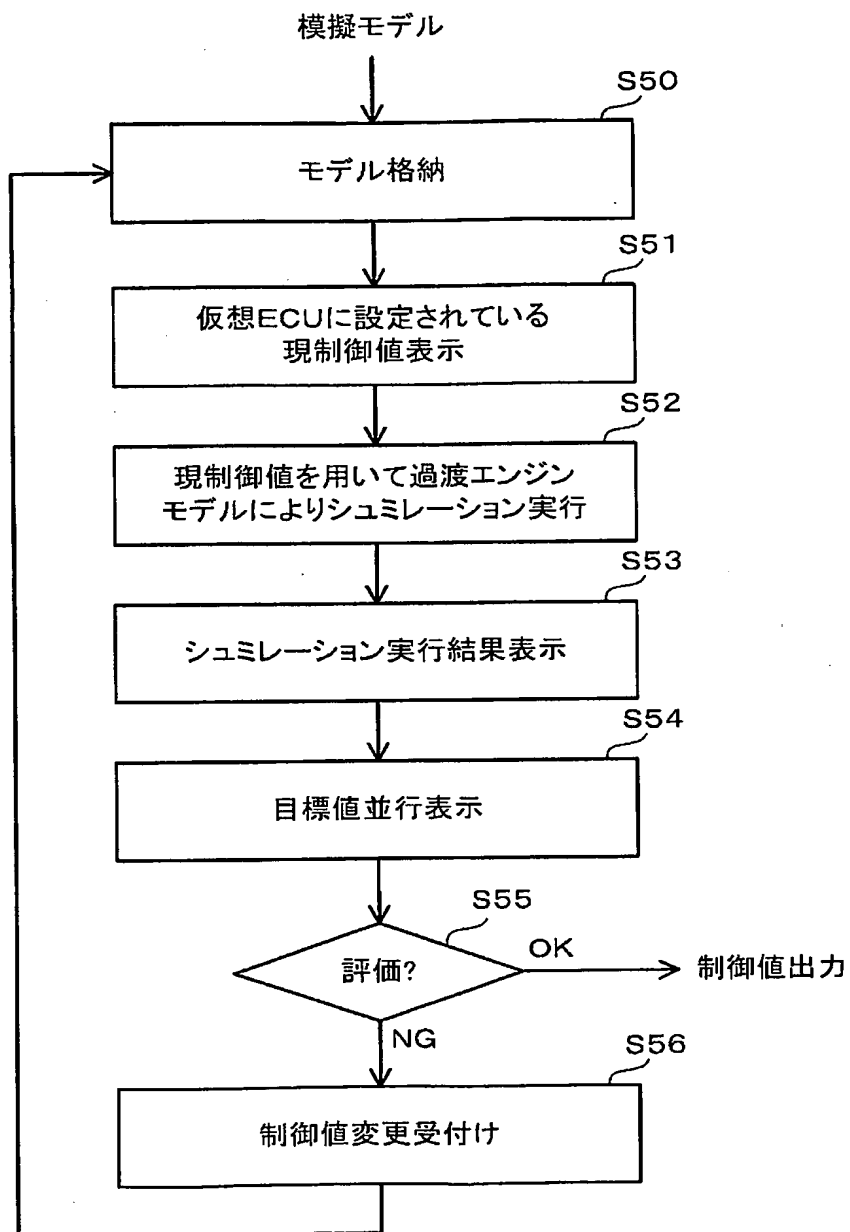 模擬モデル
S50
モデル格納
S51
仮想ECUに設定されている
現制御値表示
S52
現制御値を用いて過渡エンジン
モデルによりシュミレーション実行
S53
シュミレーション実行結果表示
S54
目標値並行表示
S55
評価?
OK
制御値出力
NG
S56
制御値変更受付け